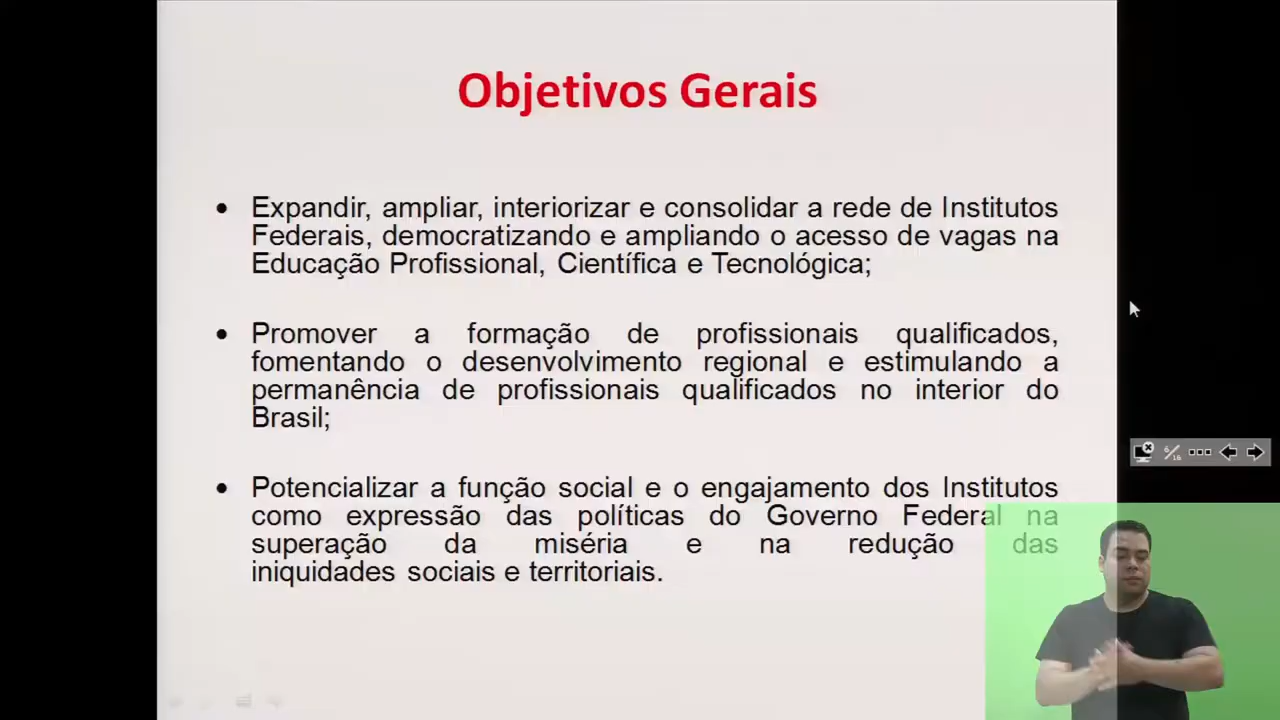 Objetivos Gerais
• Expandir, ampliar, interiorizar e consolidar a rede de Institutos
Federais, democratizando e ampliando o acesso de vagas na
Educação Profissional, Científica e Tecnológica;
• Promover a formação de profissionais qualificados,
fomentando o desenvolvimento regional e estimulando a
permanência de profissionais qualificados no interior do
Brasil;
• Potencializar a função social e o engajamento dos Institutos
como expressão das políticas do Governo Federal na
superação da miséria e na redução das
iniquidades sociais e territoriais.